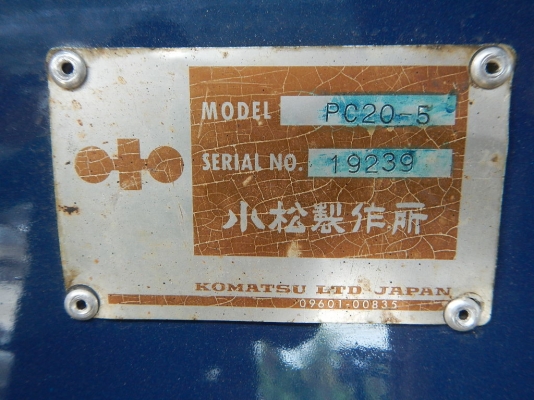 MODEL PC20-5
SERIAL NO. 19239
小松製作所
KOMATSU LTD JAPAN
09601-00835